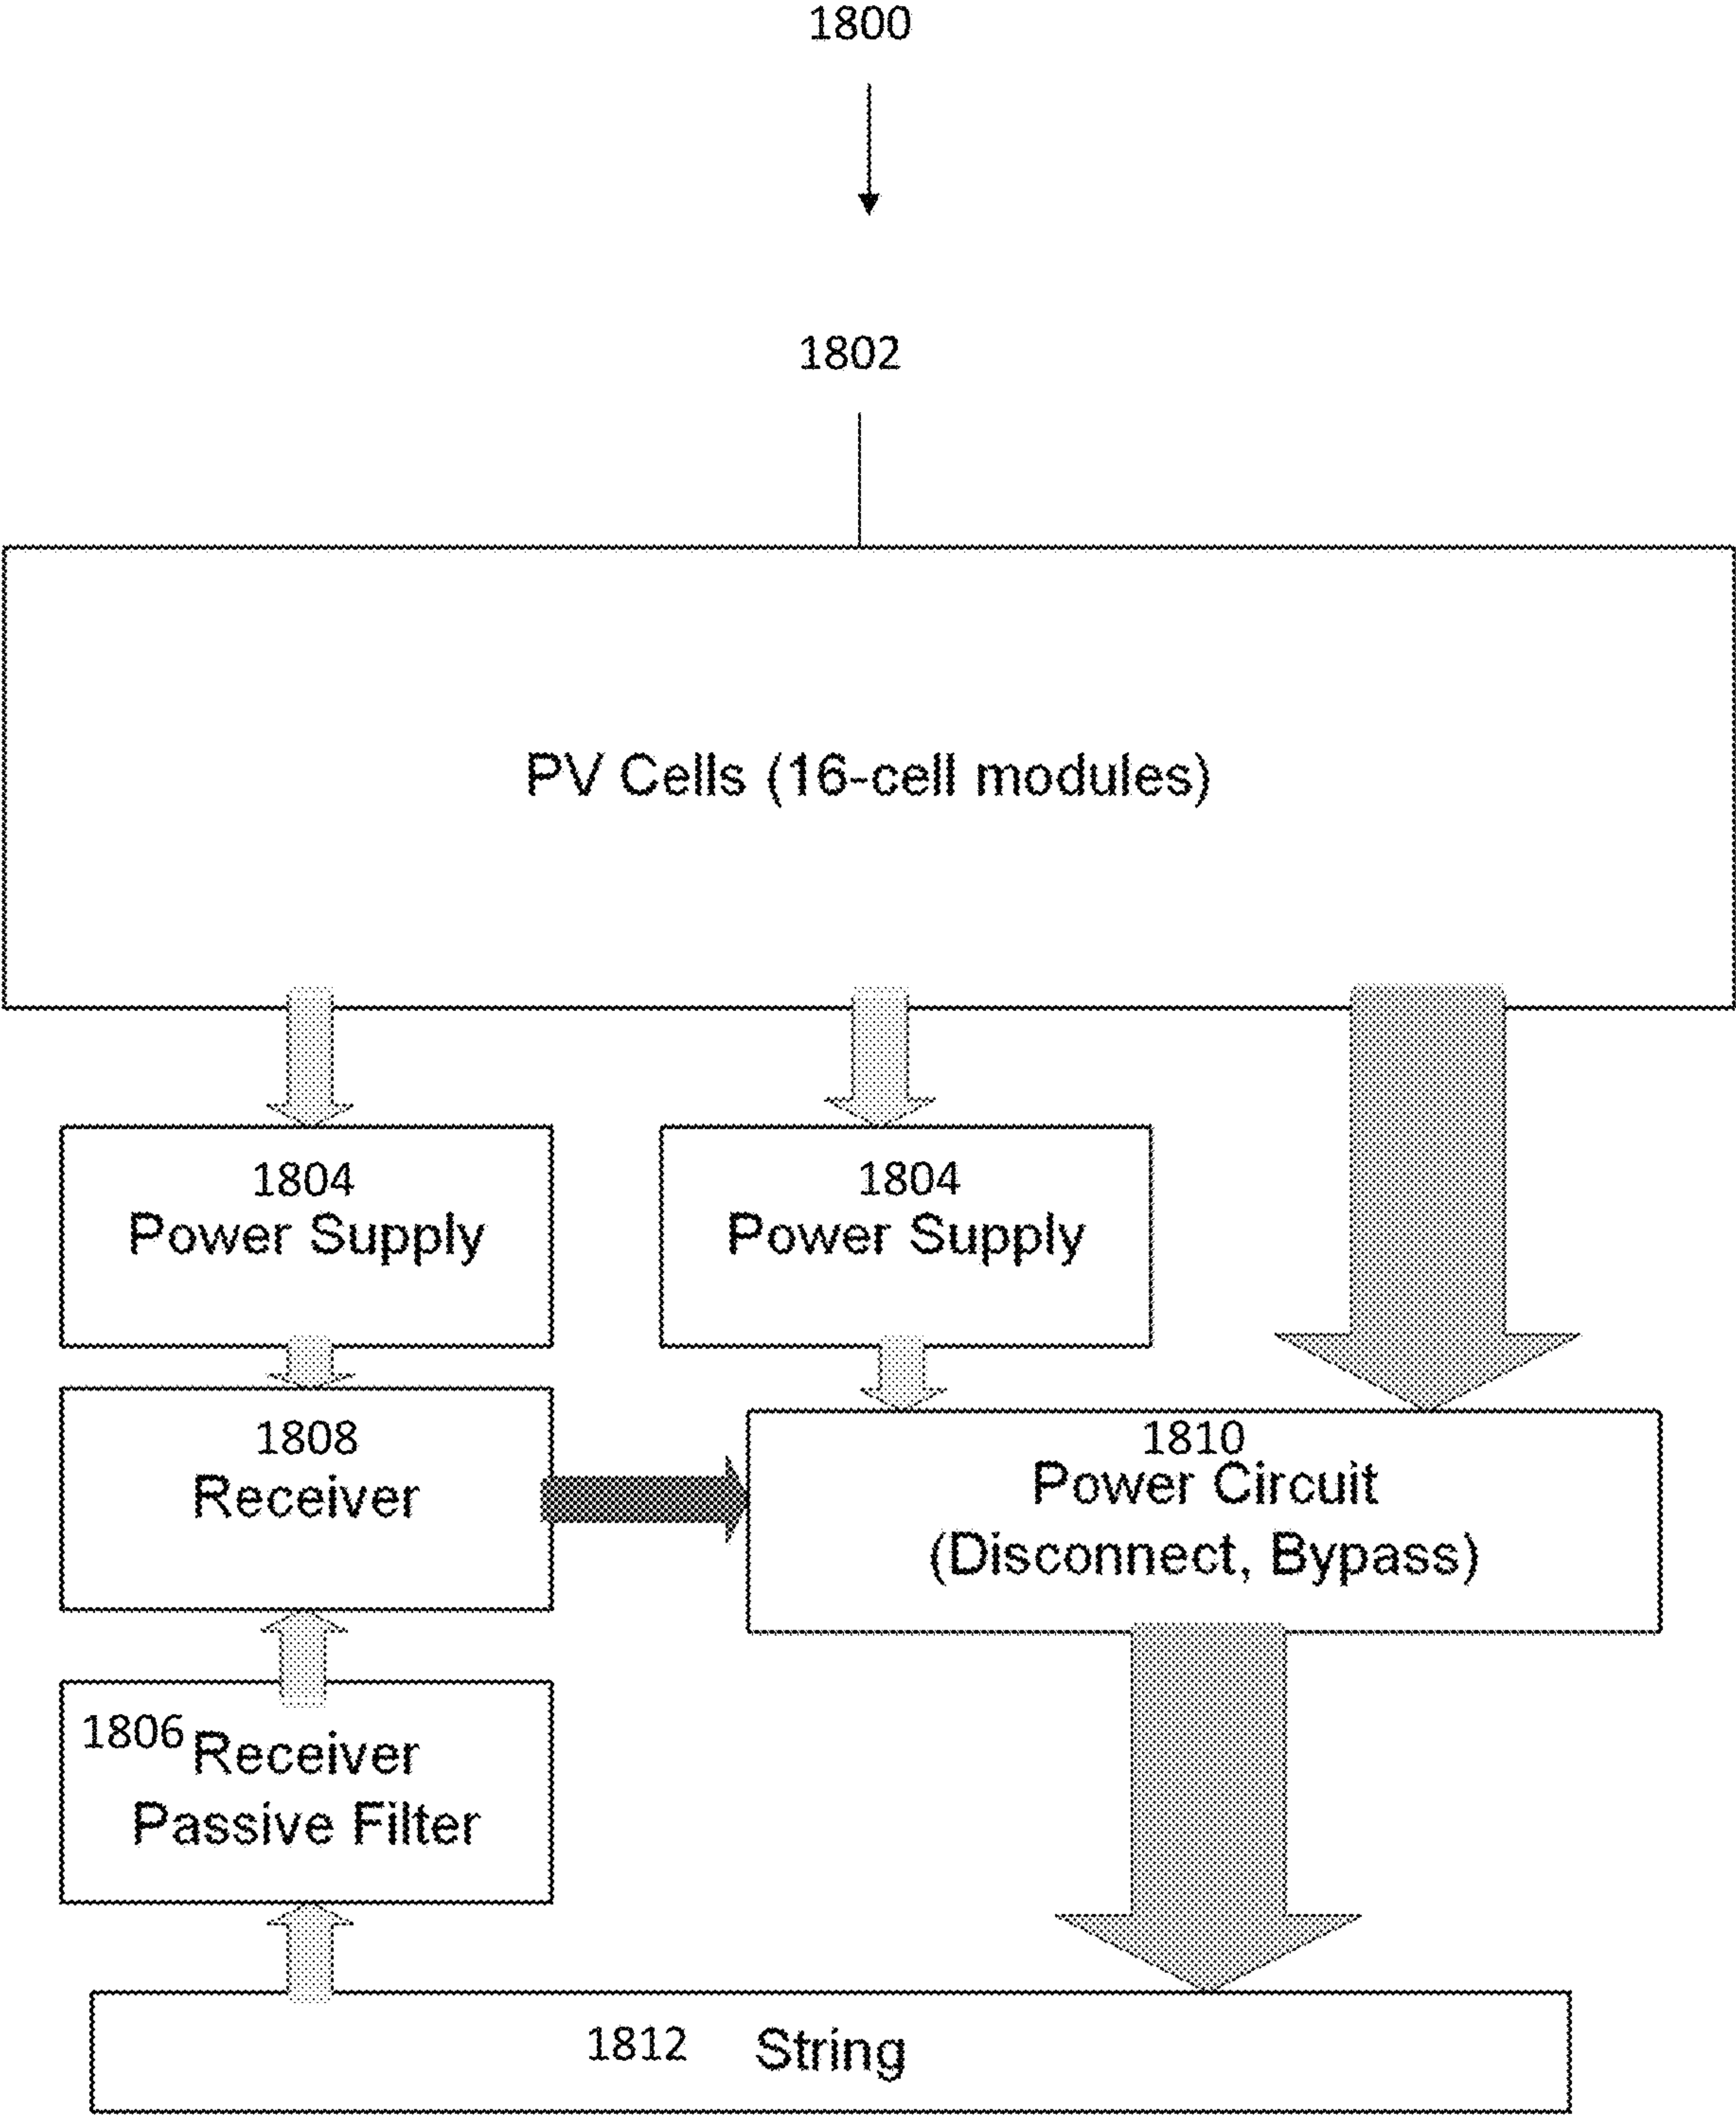 1800
1802
PV Cells (16-cell modules)
1804
Power Supply
1804
Power Supply
1808
Receiver
1810
Power Circuit
(Disconnect, Bypass)
1806
Receiver
Passive Filter
1812 String